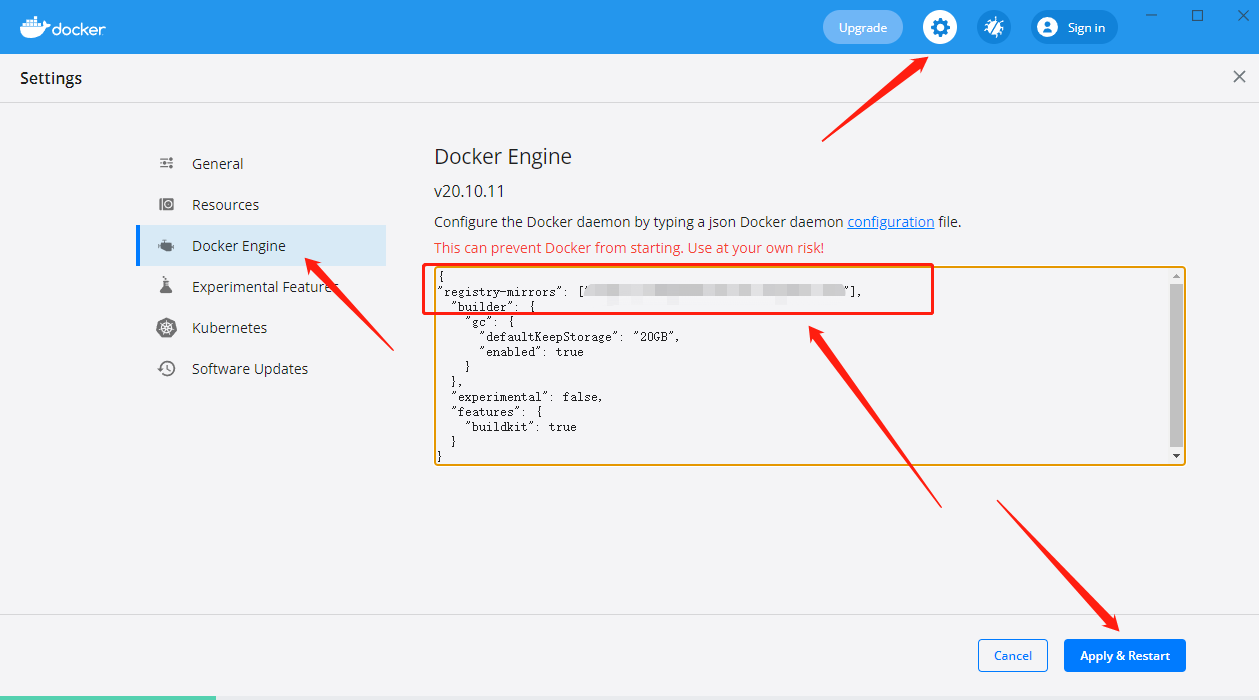 docker
Upgrade
Sign in
Settings
General
Resources
Docker Engine
Experimental Features
Kubernetes
Software Updates
Docker Engine
v20.10.11
Configure the Docker daemon by typing a json Docker daemon configuration file.
This can prevent Docker from starting. Use at your own risk!
{
"registry-mirrors": [" "],
"builder": {
"gc": {
"defaultKeepStorage": "20GB",
"enabled": true
}
},
"experimental": false,
"features": {
"buildkit": true
}
}
Cancel
Apply & Restart